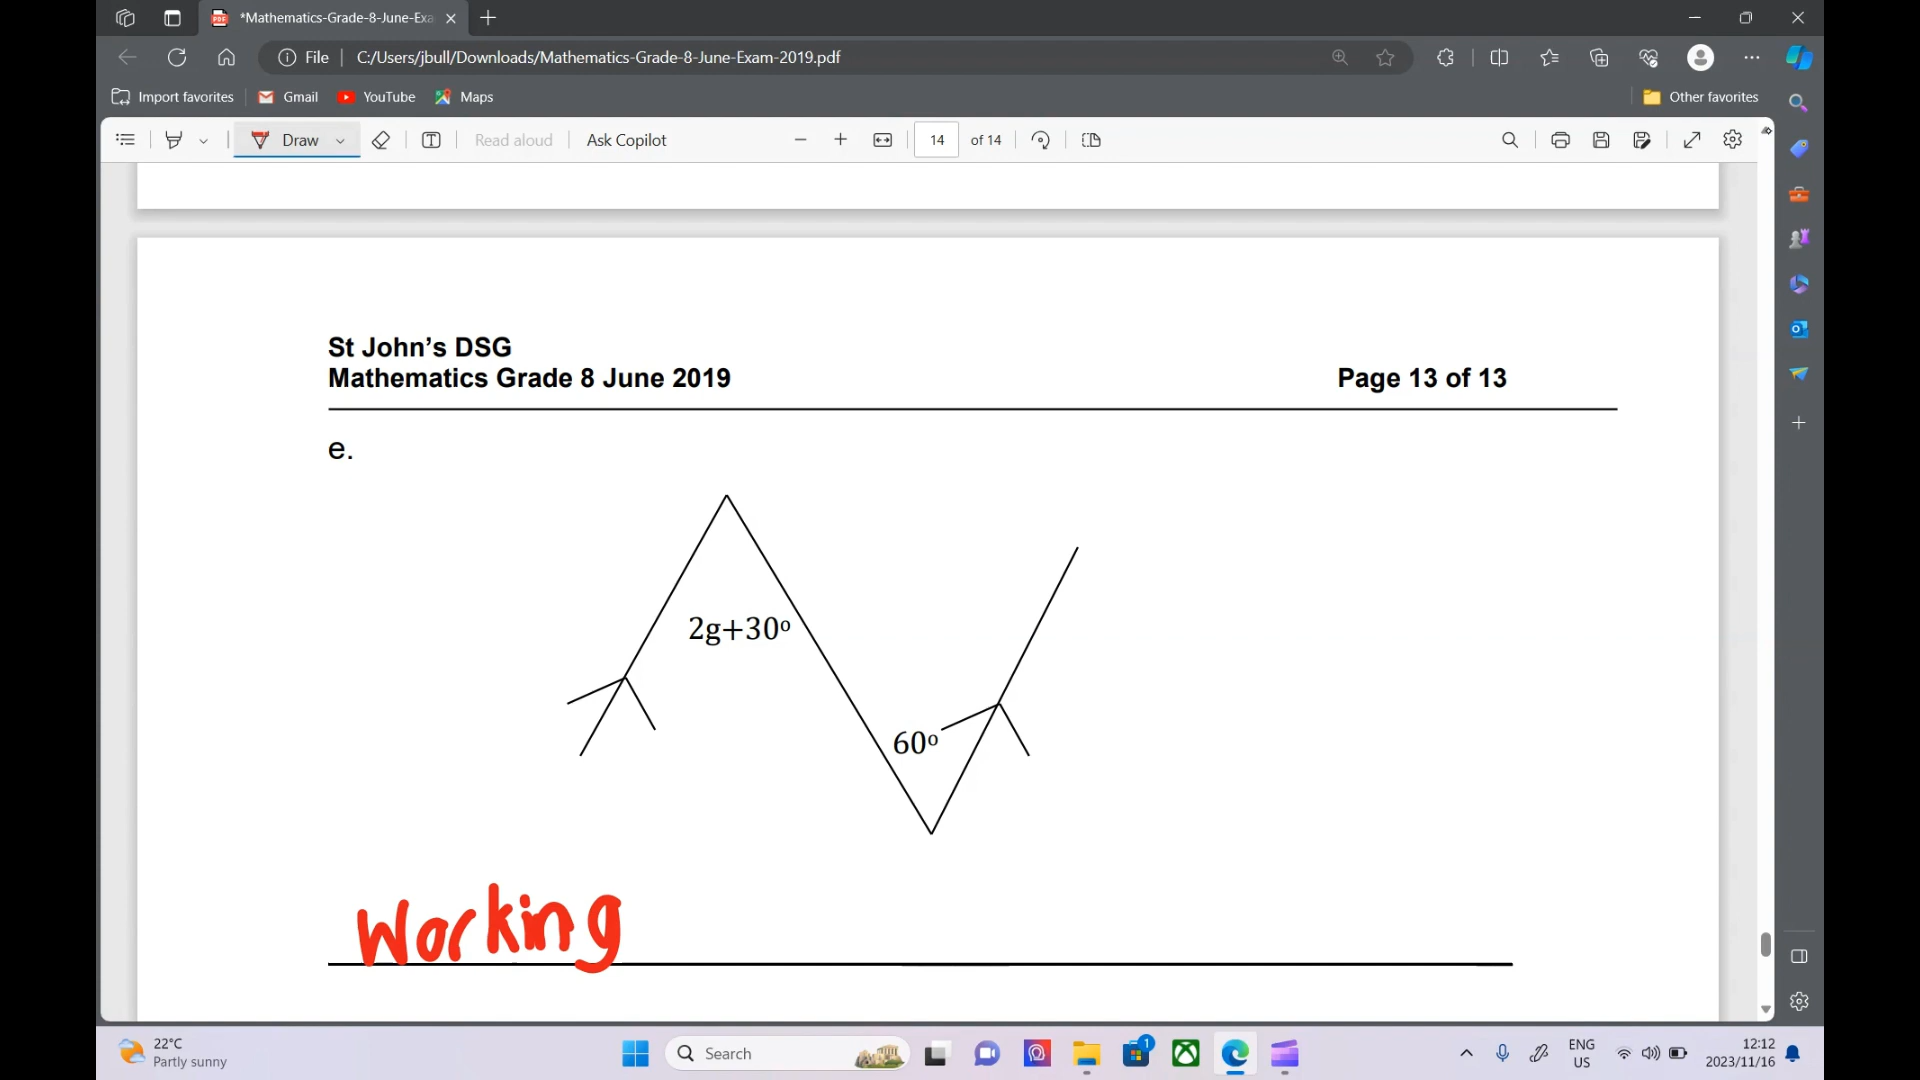 *Mathematics-Grade-8-June-Exa
File
C:/Users/jbull/Downloads/Mathematics-Grade-8-June-Exam-2019.pdf
Import favorites
Gmail
YouTube
Maps
Other favorites
Draw
Read aloud
Ask Copilot
14
of 14
St John's DSG
Mathematics Grade 8 June 2019
Page 13 of 13
e.
2g+30º
60º
Working
22°C
Partly sunny
Search
1
ENG
US
12:12
2023/11/16